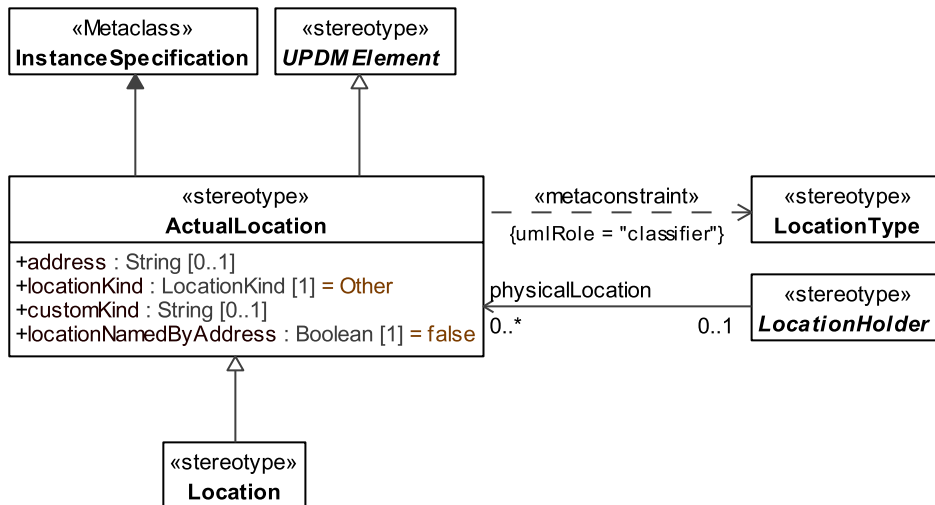 «Metaclass»
InstanceSpecification
«stereotype»
UPDMElement
«stereotype»
ActualLocation
+address : String [0..1]
+locationKind : LocationKind [1] = Other
+customKind : String [0..1]
+locationNamedByAddress : Boolean [1] = false
«metaconstraint»
{umlRole = "classifier"}
«stereotype»
LocationType
physicalLocation
0..*
0..1
«stereotype»
LocationHolder
«stereotype»
Location